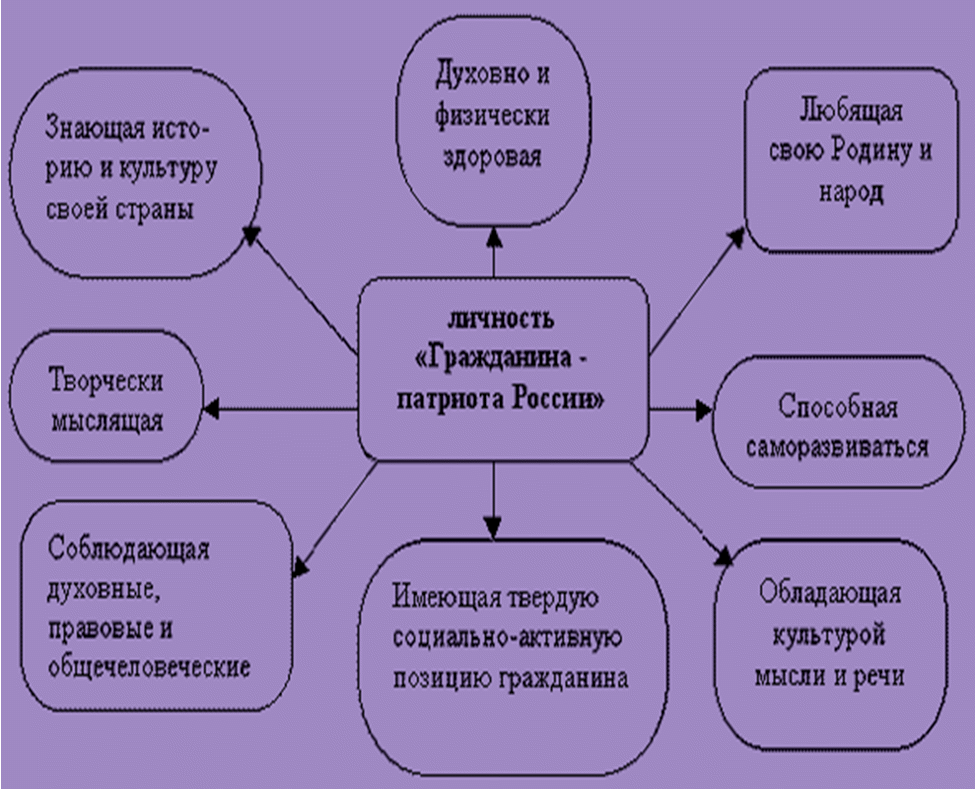 Духовно и
физически
здоровая
Знающая исто-
рию и культуру
своей страны
Любящая
свою Родину и
народ
личность
«Гражданина -
патриота России»
Творчески
мыслящая
Способная
саморазвиваться
Соблюдающая
духовные,
правовые и
общечеловеческие
Имеющая твердую
социально-активную
позицию гражданина
Обладающая
культурой
мысли и речи